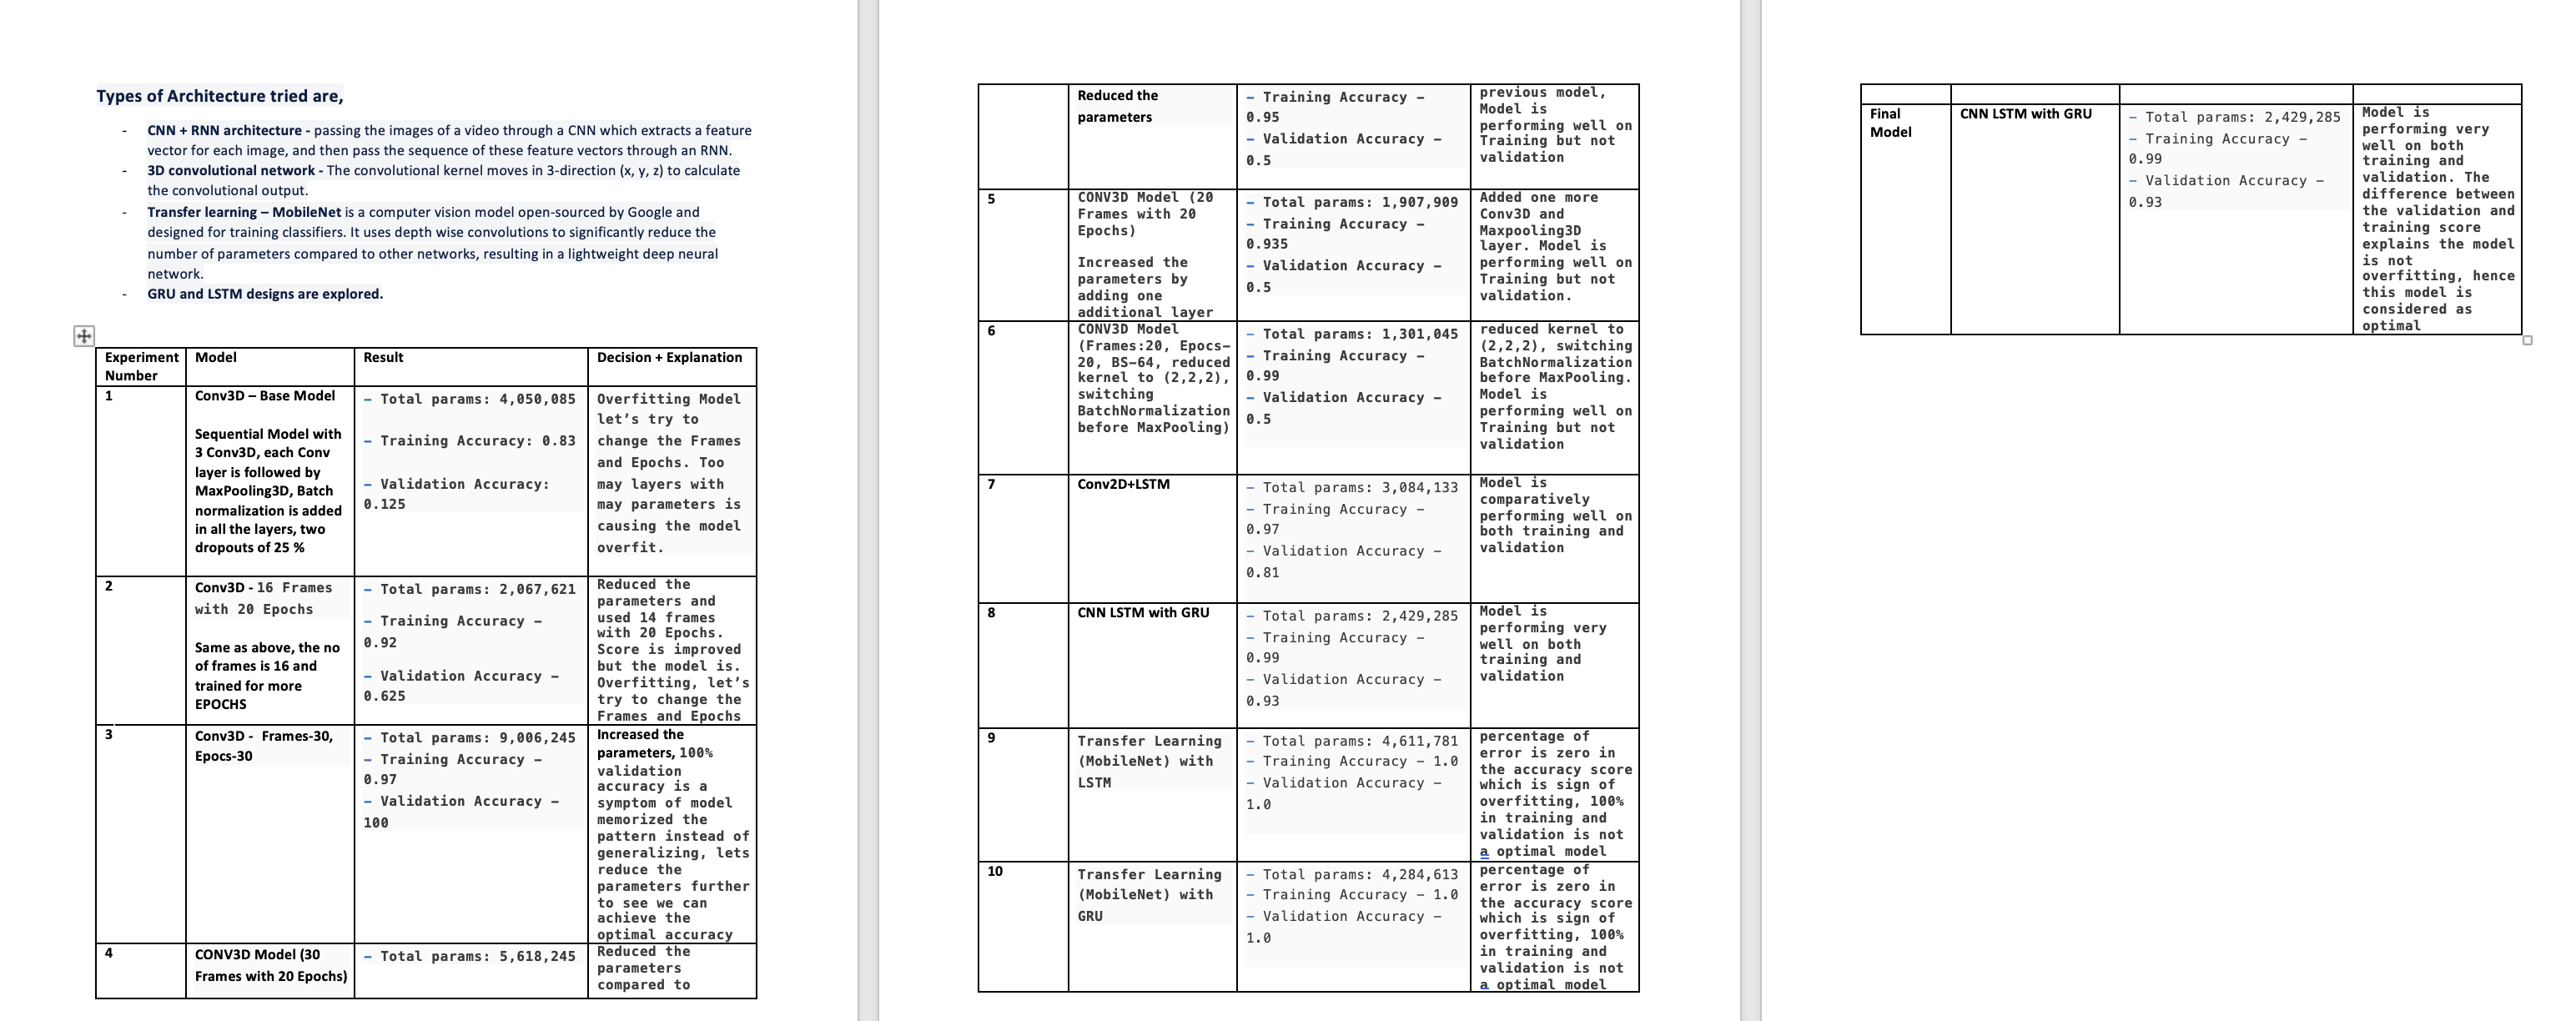 Types of Architecture tried are,
- CNN + RNN architecture - passing the images of a video through a CNN which extracts a feature
vector for each image, and then pass the sequence of these feature vectors through an RNN.
- 3D convolutional network - The convolutional kernel moves in 3-direction (x, y, z) to calculate
the convolutional output.
- Transfer learning – MobileNet is a computer vision model open-sourced by Google and
designed for training classifiers. It uses depth wise convolutions to significantly reduce the
number of parameters compared to other networks, resulting in a lightweight deep neural
network.
- GRU and LSTM designs are explored.
Experiment
Number
Model
Result
Decision + Explanation
1
Conv3D – Base Model
Sequential Model with
3 Conv3D, each Conv
layer is followed by
MaxPooling3D, Batch
normalization is added
in all the layers, two
dropouts of 25 %
– Total params: 4,050,085
– Training Accuracy: 0.83
– Validation Accuracy:
0.125
Overfitting Model
let’s try to
change the Frames
and Epochs. Too
may layers with
may parameters is
causing the model
overfit.
2
Conv3D - 16 Frames
with 20 Epochs
Same as above, the no
of frames is 16 and
trained for more
EPOCHS
– Total params: 2,067,621
– Training Accuracy –
0.92
– Validation Accuracy –
0.625
Reduced the
parameters and
used 14 frames
with 20 Epochs.
Score is improved
but the model is.
Overfitting, let’s
try to change the
Frames and Epochs
3
Conv3D - Frames-30,
Epocs-30
– Total params: 9,006,245
– Training Accuracy –
0.97
– Validation Accuracy –
100
Increased the
parameters, 100%
validation
accuracy is a
symptom of model
memorized the
pattern instead of
generalizing, lets
reduce the
parameters further
to see we can
achieve the
optimal accuracy
4
CONV3D Model (30
Frames with 20 Epochs)
– Total params: 5,618,245
Reduced the
parameters
compared to
Reduced the
parameters
– Training Accuracy –
0.95
– Validation Accuracy –
0.5
previous model,
Model is
performing well on
Training but not
validation
5
CONV3D Model (20
Frames with 20
Epochs)
Increased the
parameters by
adding one
additional layer
– Total params: 1,907,909
– Training Accuracy –
0.935
– Validation Accuracy –
0.5
Added one more
Conv3D and
Maxpooling3D
layer. Model is
performing well on
Training but not
validation.
6
CONV3D Model
(Frames:20, Epocs–
20, BS–64, reduced
kernel to (2,2,2),
switching
BatchNormalization
before MaxPooling)
– Total params: 1,301,045
– Training Accuracy –
0.99
– Validation Accuracy –
0.5
reduced kernel to
(2,2,2), switching
BatchNormalization
before MaxPooling.
Model is
performing well on
Training but not
validation
7
Conv2D+LSTM
– Total params: 3,084,133
– Training Accuracy –
0.97
– Validation Accuracy –
0.81
Model is
comparatively
performing well on
both training and
validation
8
CNN LSTM with GRU
– Total params: 2,429,285
– Training Accuracy –
0.99
– Validation Accuracy –
0.93
Model is
performing very
well on both
training and
validation
9
Transfer Learning
(MobileNet) with
LSTM
– Total params: 4,611,781
– Training Accuracy – 1.0
– Validation Accuracy –
1.0
percentage of
error is zero in
the accuracy score
which is sign of
overfitting, 100%
in training and
validation is not
a optimal model
10
Transfer Learning
(MobileNet) with
GRU
– Total params: 4,284,613
– Training Accuracy – 1.0
– Validation Accuracy –
1.0
percentage of
error is zero in
the accuracy score
which is sign of
overfitting, 100%
in training and
validation is not
a optimal model
Final
Model
CNN LSTM with GRU
– Total params: 2,429,285
– Training Accuracy –
0.99
– Validation Accuracy –
0.93
Model is
performing very
well on both
training and
validation. The
difference between
the validation and
training score
explains the model
is not
overfitting, hence
this model is
considered as
optimal